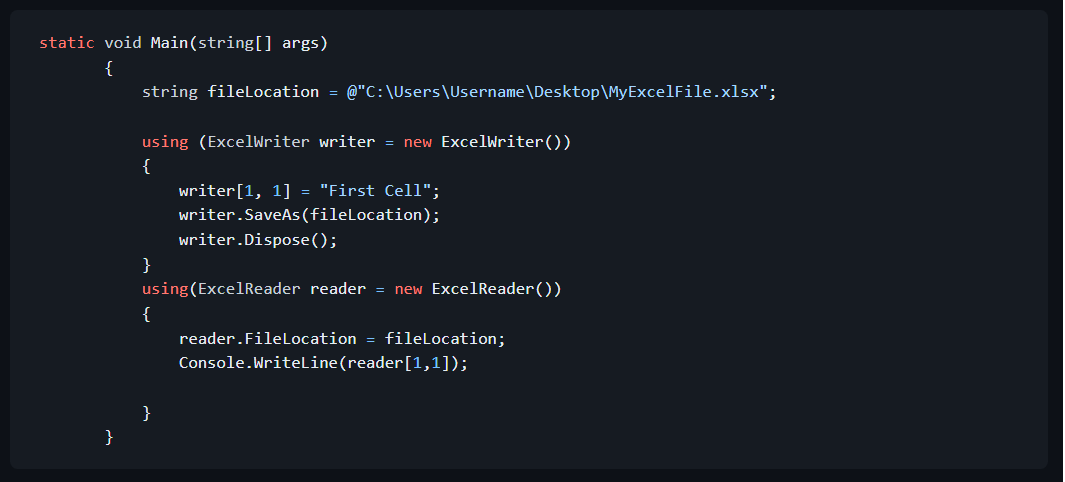 static void Main(string[] args)
{
string fileLocation = @"C:\Users\Username\Desktop\MyExcelFile.xlsx";
using (ExcelWriter writer = new ExcelWriter())
{
writer[1, 1] = "First Cell";
writer.SaveAs(fileLocation);
writer.Dispose();
}
using(ExcelReader reader = new ExcelReader())
{
reader.FileLocation = fileLocation;
Console.WriteLine(reader[1,1]);
}
}